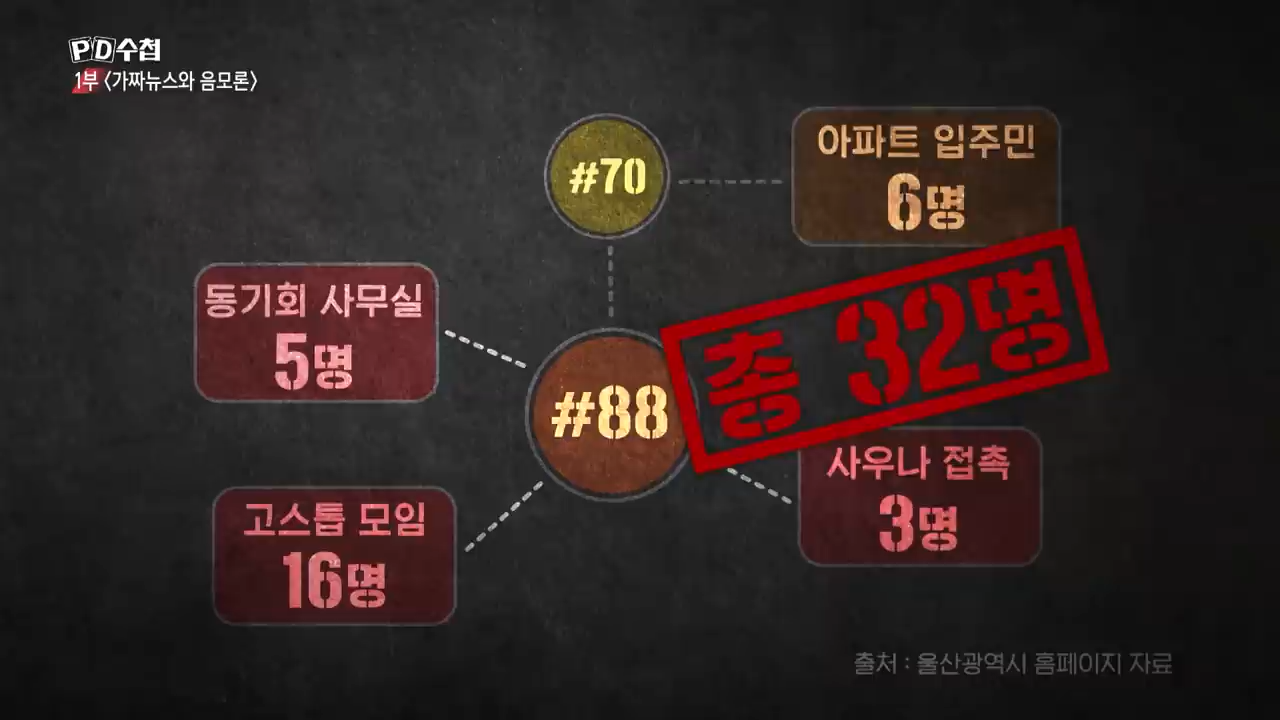 PD수첩
1부 〈가짜뉴스와 음모론〉
#70
아파트 입주민
6명
동기회 사무실
5명
#88
총 32명
고스톱 모임
16명
사우나 접촉
3명
출처 : 울산광역시 홈페이지 자료